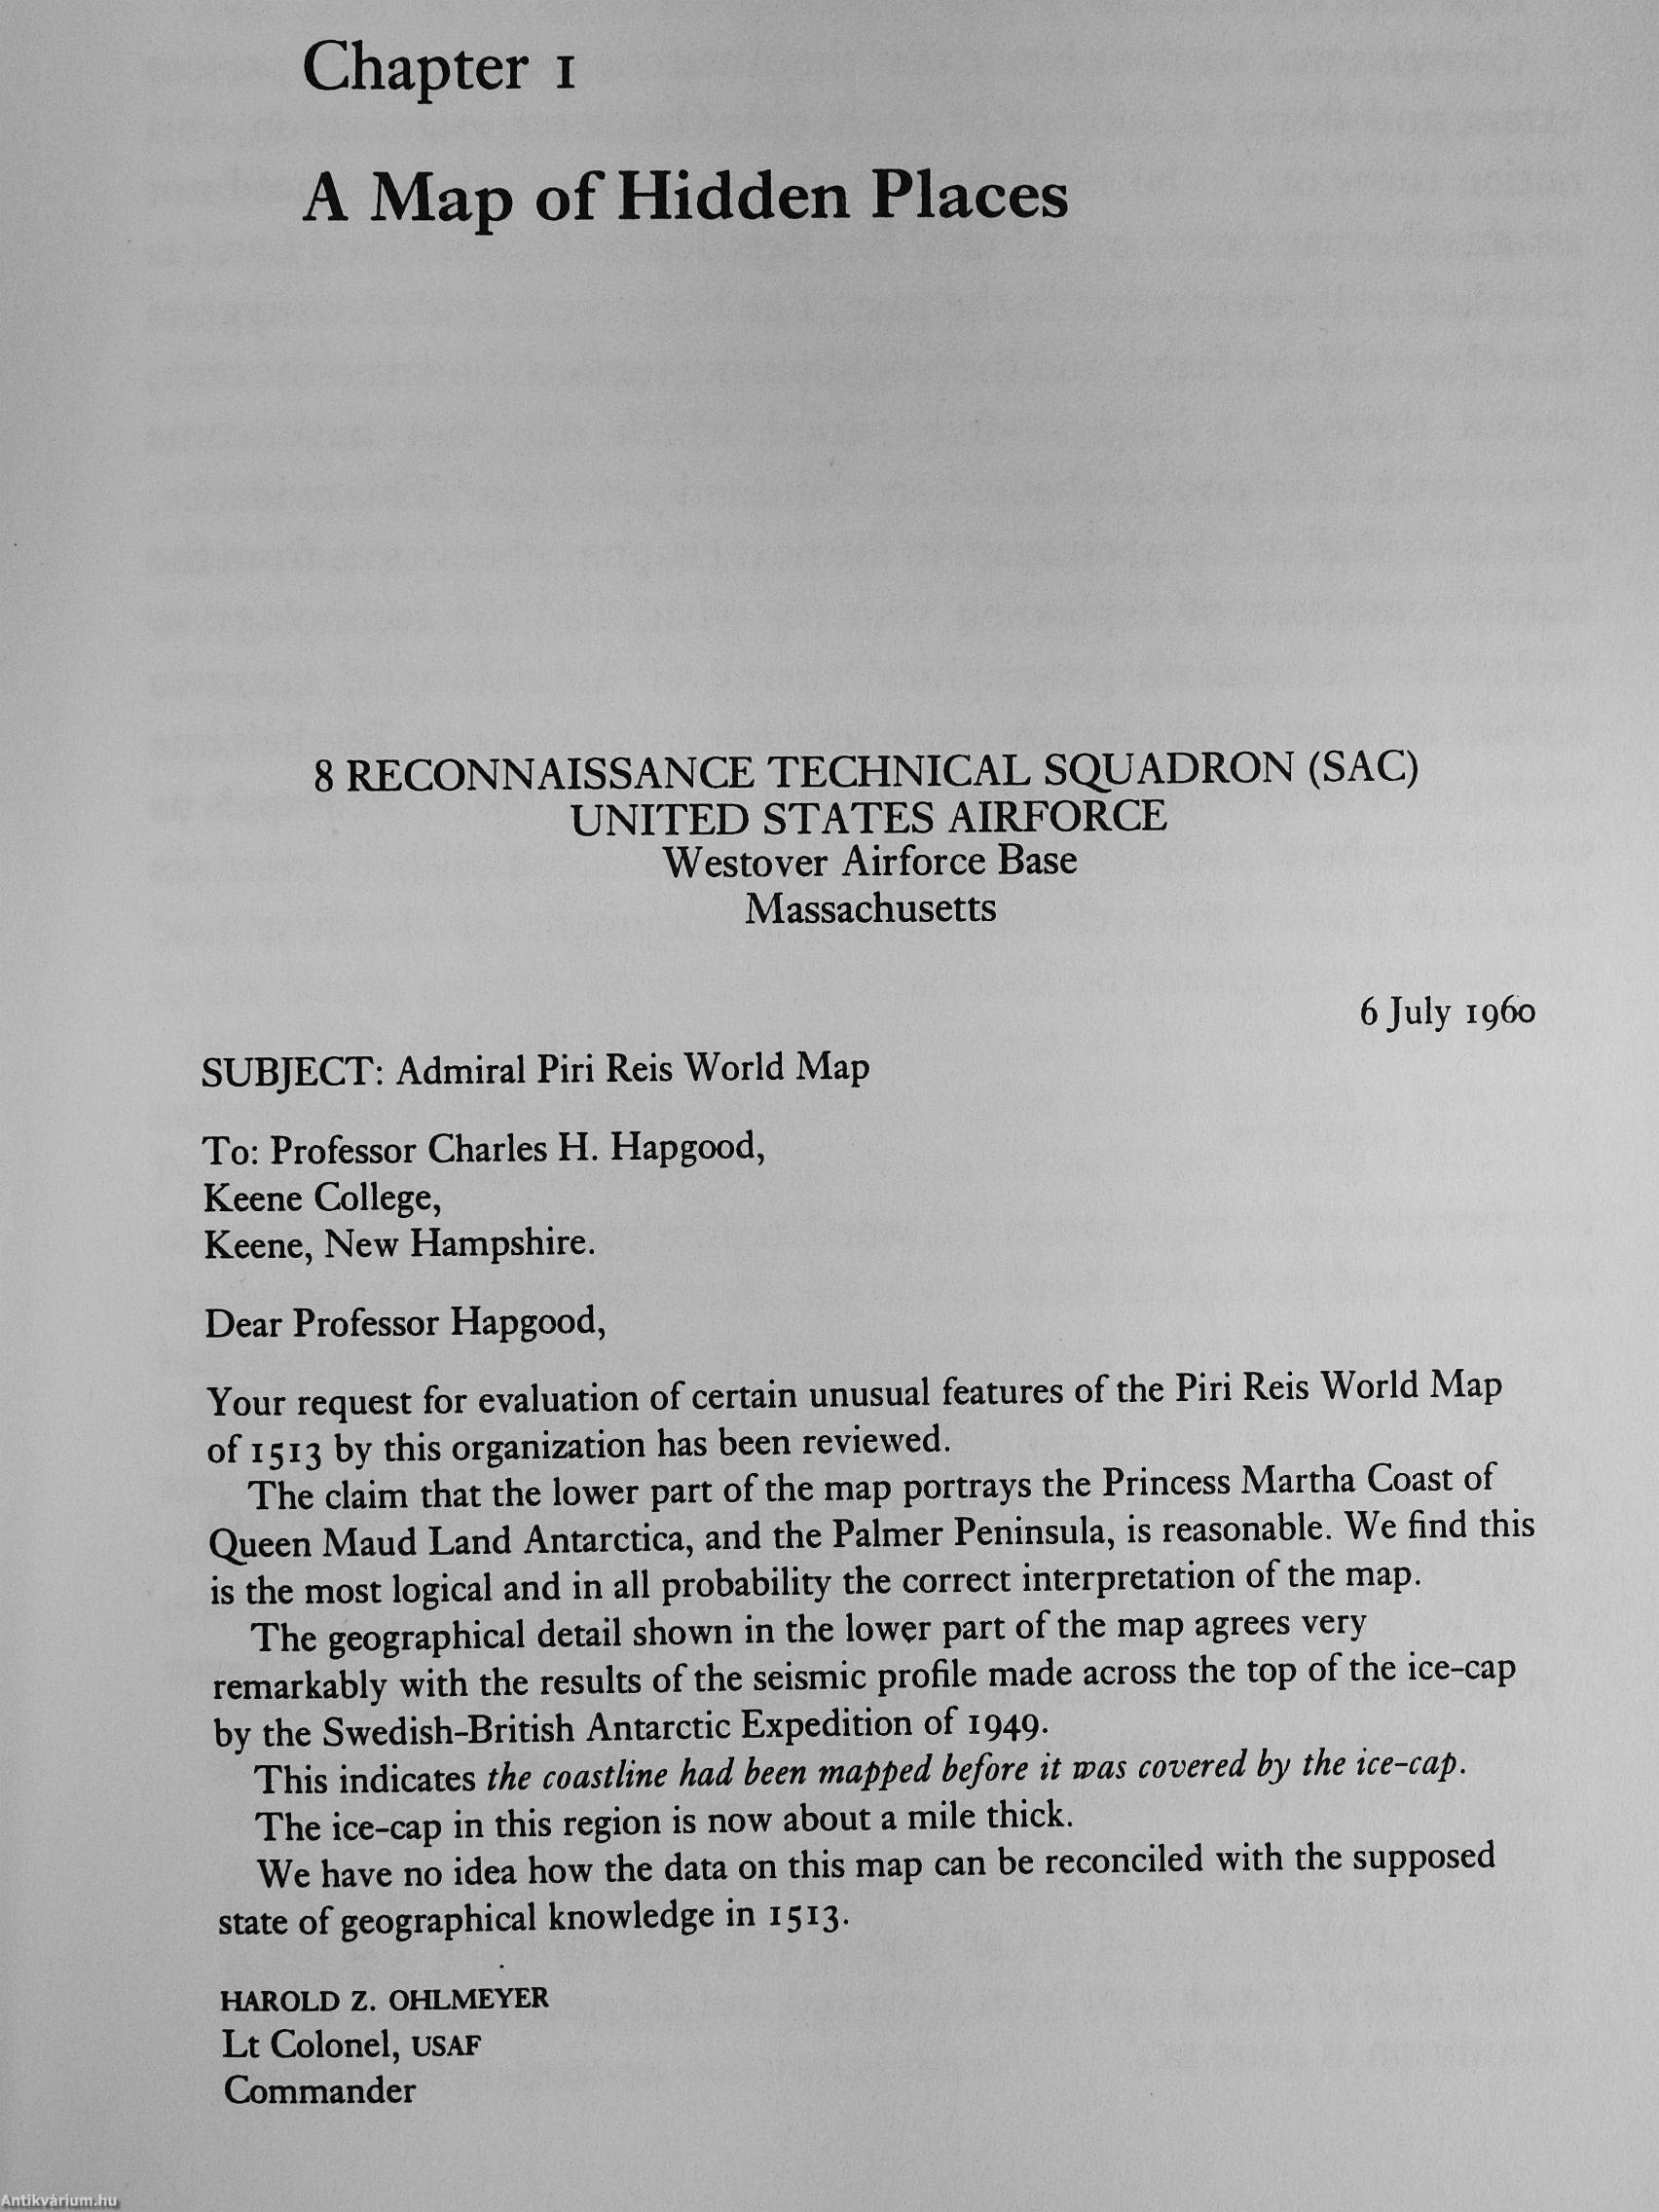 Chapter 1
A Map of Hidden Places
8 RECONNAISSANCE TECHNICAL SQUADRON (SAC)
UNITED STATES AIRFORCE
Westover Airforce Base
Massachusetts
6 July 1960
SUBJECT: Admiral Piri Reis World Map
To: Professor Charles H. Hapgood,
Keene College,
Keene, New Hampshire.
Dear Professor Hapgood,
Your request for evaluation of certain unusual features of the Piri Reis World Map
of 1513 by this organization has been reviewed.
The claim that the lower part of the map portrays the Princess Martha Coast of
Queen Maud Land Antarctica, and the Palmer Peninsula, is reasonable. We find this
is the most logical and in all probability the correct interpretation of the map.
The geographical detail shown in the lower part of the map agrees very
remarkably with the results of the seismic profile made across the top of the ice-cap
by the Swedish-British Antarctic Expedition of 1949.
This indicates the coastline had been mapped before it was covered by the ice-cap.
The ice-cap in this region is now about a mile thick.
We have no idea how the data on this map can be reconciled with the supposed
state of geographical knowledge in 1513.
HAROLD Z. OHLMEYER
Lt Colonel, USAF
Commander
Antikvárium.hu